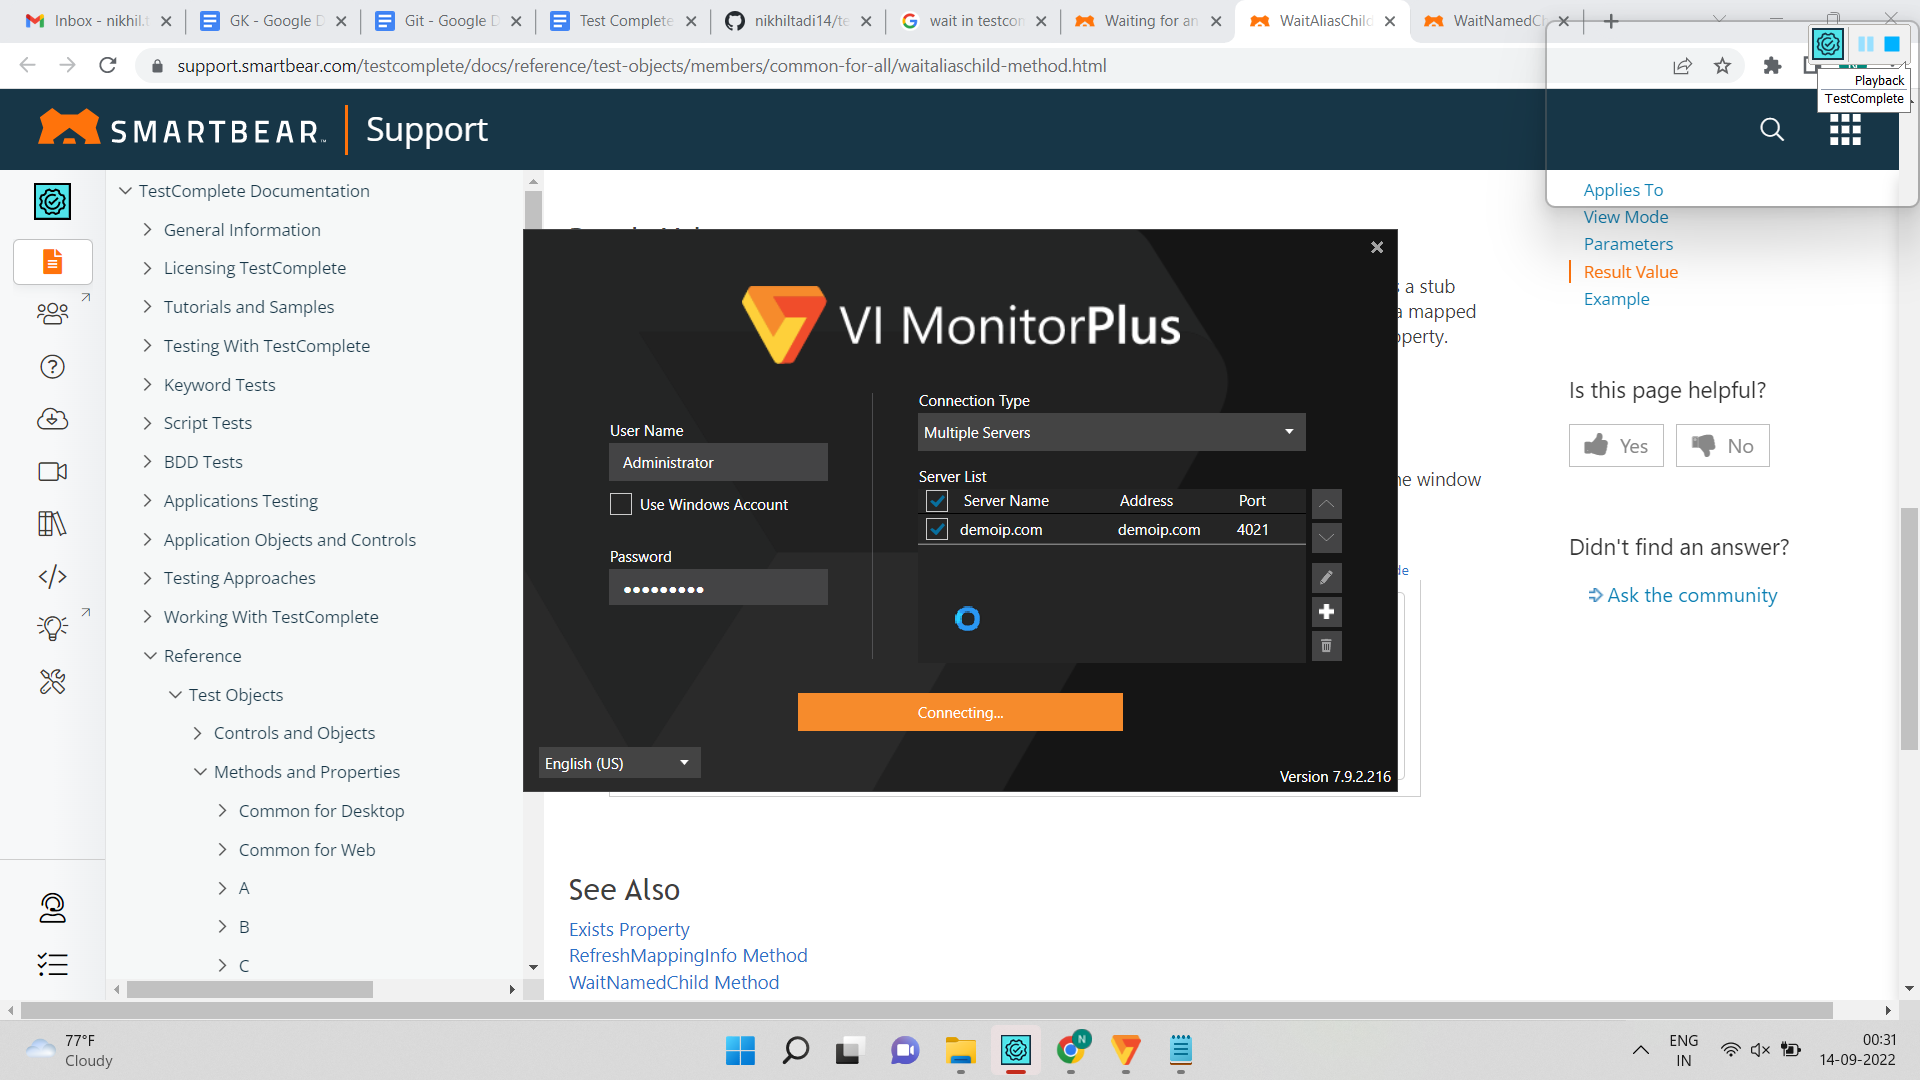 Inbox - nikhil.t
GK - Google D
Git - Google D
Test Complete
nikhiltadi14/te
wait in testcom
Waiting for an
WaitAliasChild
WaitNamedCh
support.smartbear.com/testcomplete/docs/reference/test-objects/members/common-for-all/waitaliaschild-method.html
Playback
TestComplete
SMARTBEAR
Support
TestComplete Documentation
General Information
Licensing TestComplete
Tutorials and Samples
Testing With TestComplete
Keyword Tests
Script Tests
BDD Tests
Applications Testing
Application Objects and Controls
Testing Approaches
Working With TestComplete
Reference
Test Objects
Controls and Objects
Methods and Properties
Common for Desktop
Common for Web
A
B
C
a stub
mapped
perty.
window
VI MonitorPlus
User Name
Administrator
Use Windows Account
Password
Connection Type
Multiple Servers
Server List
Server Name Address Port
demoip.com demoip.com 4021
Connecting...
English (US)
Version 7.9.2.216
See Also
Exists Property
RefreshMappingInfo Method
WaitNamedChild Method
Applies To
View Mode
Parameters
Result Value
Example
Is this page helpful?
Yes
No
Didn't find an answer?
Ask the community
77°F
Cloudy
N
ENG
IN
00:31
14-09-2022